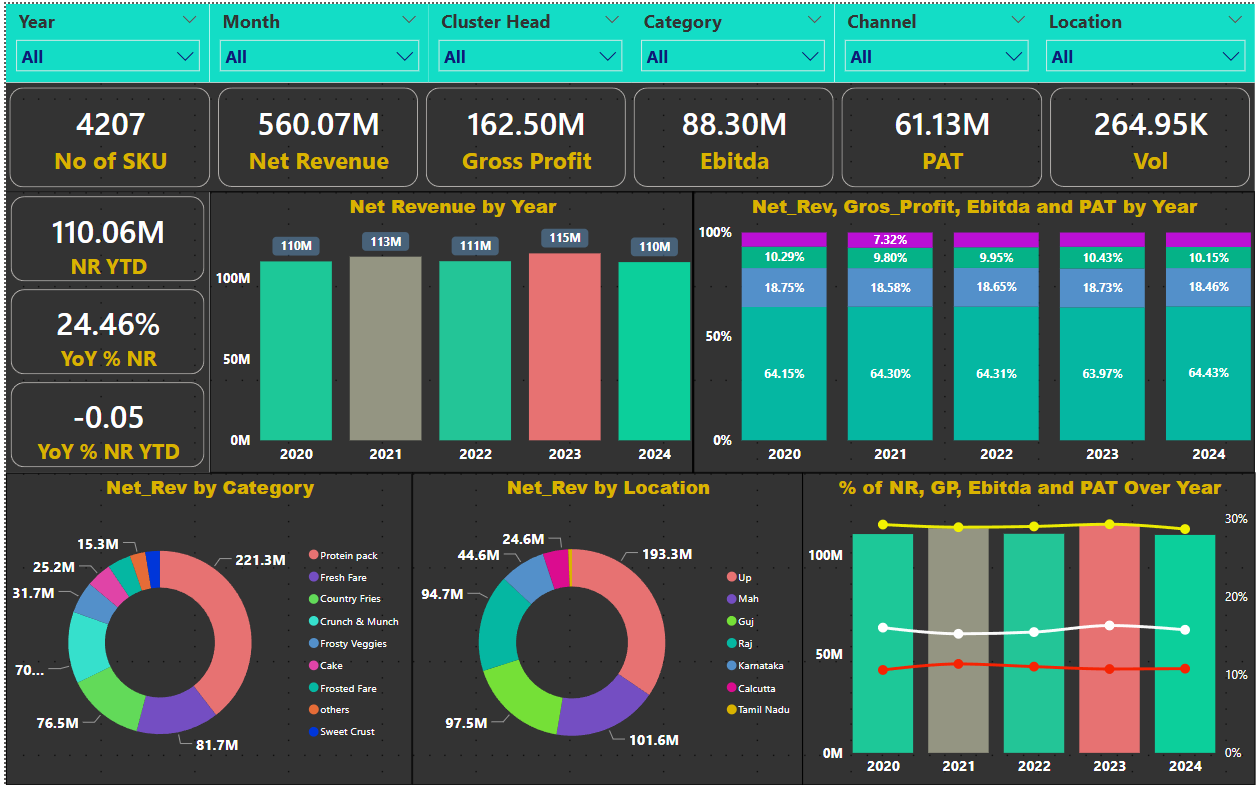 Year Month Cluster Head Category Channel Location
All All All All All All
4207 560.07M 162.50M 88.30M 61.13M 264.95K
No of SKU Net Revenue Gross Profit Ebitda PAT Vol
110.06M
NR YTD
24.46%
YoY % NR
-0.05
YoY % NR YTD
Net Revenue by Year
110M 113M 111M 115M 110M
100M
50M
0M
2020 2021 2022 2023 2024
Net_Rev, Gros_Profit, Ebitda and PAT by Year
100%
50%
0%
7.32%
10.29% 9.80% 9.95% 10.43% 10.15%
18.75% 18.58% 18.65% 18.73% 18.46%
64.15% 64.30% 64.31% 63.97% 64.43%
2020 2021 2022 2023 2024
Net_Rev by Category
15.3M
25.2M
31.7M
70...
76.5M
81.7M
221.3M
Protein pack
Fresh Fare
Country Fries
Crunch & Munch
Frosty Veggies
Cake
Frosted Fare
others
Sweet Crust
Net_Rev by Location
24.6M
44.6M
94.7M
97.5M
101.6M
193.3M
Up
Mah
Guj
Raj
Karnataka
Calcutta
Tamil Nadu
% of NR, GP, Ebitda and PAT Over Year
100M
50M
0M
30%
20%
10%
0%
2020 2021 2022 2023 2024